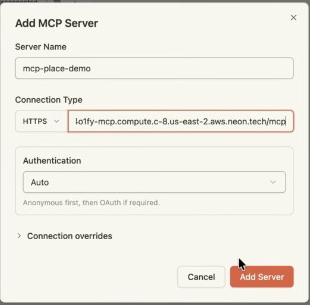 Add MCP Server
Server Name
mcp-place-demo
Connection Type
HTTPS
o1fy-mcp.compute.c-8.us-east-2.aws.neon.tech/mcp
Authentication
Auto
Anonymous first, then OAuth if required.
Connection overrides
Cancel
Add Server